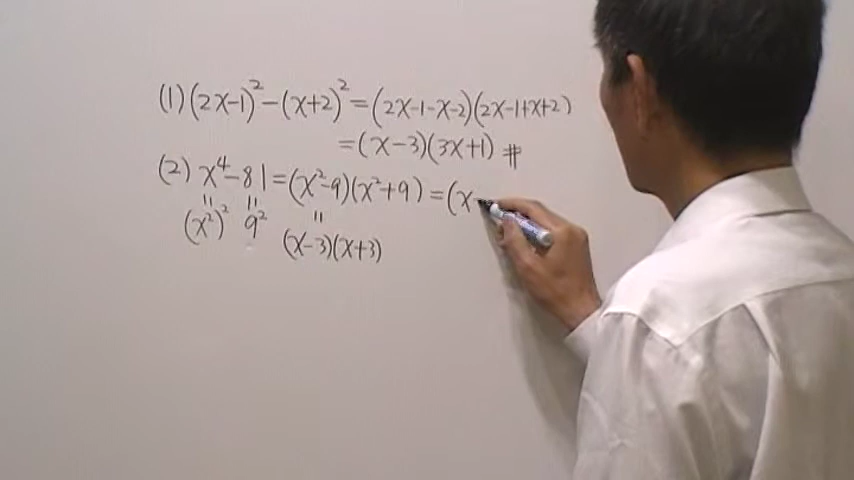 (1) (2x-1)² - (x+2)² = (2x-1-x-2)(2x-1+x+2)
= (x-3)(3x+1) #
(2) x⁴-81 = (x²-9)(x²+9) = (x-
" " "
(x²)² 9² (x-3)(x+3)